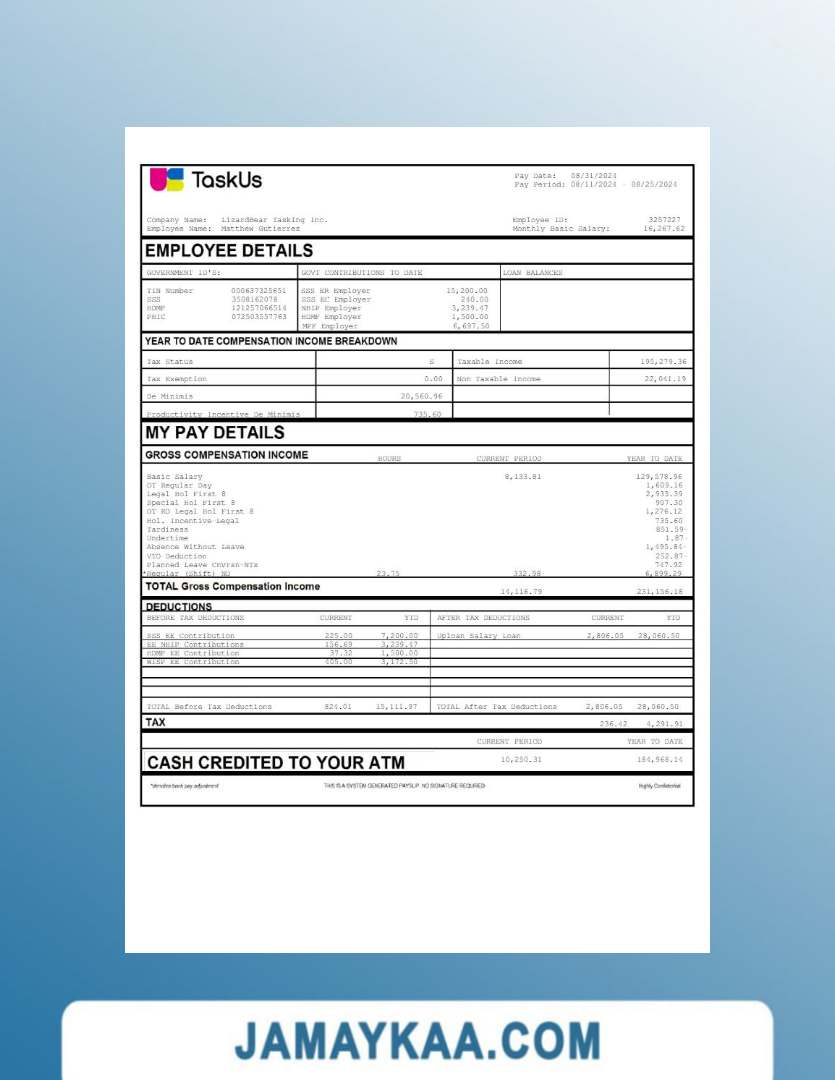 TaskUs
Pay Date: 08/31/2024
Pay Period: 08/11/2024 - 08/25/2024
Company Name: LizardBear Tasking Inc. Employee ID: 3257227
Employee Name: Matthew Gutierrez Monthly Basic Salary: 16,267.62
EMPLOYEE DETAILS
GOVERNMENT ID'S: GOVT CONTRIBUTIONS TO DATE LOAN BALANCES
TIN Number 000637325651 SSS ER Employer 15,200.00
SSS 3508162078 SSS EC Employer 240.00
HDMF 121257066514 NHIP Employer 3,239.47
PHIC 072503557763 HDMF Employer 1,500.00
MPF Employer 6,697.50
YEAR TO DATE COMPENSATION INCOME BREAKDOWN
Tax Status S Taxable Income 195,279.36
Tax Exemption 0.00 Non Taxable Income 22,041.19
De Minimis 20,560.96
Productivity Incentive De Minimis 735.60
MY PAY DETAILS
GROSS COMPENSATION INCOME HOURS CURRENT PERIOD YEAR TO DATE
Basic Salary 8,133.81 129,578.96
OT Regular Day 1,609.16
Legal Hol First 8 2,935.39
Special Hol First 8 957.30
OT RD Legal Hol First 8 1,276.12
Hol. Incentive-Legal 735.60
Tardiness 851.59-
Undertime 1.87-
Absence Without Leave 1,495.84-
VTO Deduction 252.87-
Planned Leave Cnvrsn-NTx 747.92
*Regular (Shift) ND 23.75 332.98 6,899.29
TOTAL Gross Compensation Income 14,116.79 231,156.18
DEDUCTIONS
BEFORE TAX DEDUCTIONS CURRENT YTD AFTER TAX DEDUCTIONS CURRENT YTD
SSS EE Contribution 225.00 7,200.00 Uploan Salary Loan 2,806.05 28,060.50
EE NHIP Contributions 156.69 3,239.47
HDMF EE Contribution 37.32 1,500.00
WISP EE Contribution 405.00 3,172.50
TOTAL Before Tax Deductions 824.01 15,111.97 TOTAL After Tax Deductions 2,806.05 28,060.50
TAX 236.42 4,291.91
CURRENT PERIOD YEAR TO DATE
CASH CREDITED TO YOUR ATM 10,250.31 184,968.14
*denotes bank pay adjustment THIS IS A SYSTEM GENERATED PAYSLIP. NO SIGNATURE REQUIRED. Highly Confidential
JAMAYKAA.COM